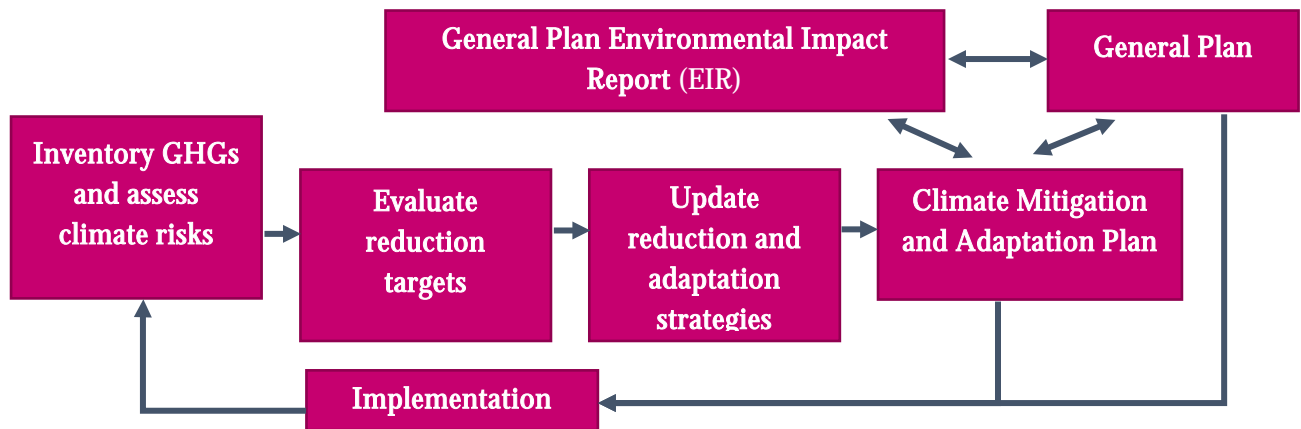 General Plan Environmental Impact
Report (EIR)
General Plan
Inventory GHGs
and assess
climate risks
Evaluate
reduction
targets
Update
reduction and
adaptation
strategies
Climate Mitigation
and Adaptation Plan
Implementation